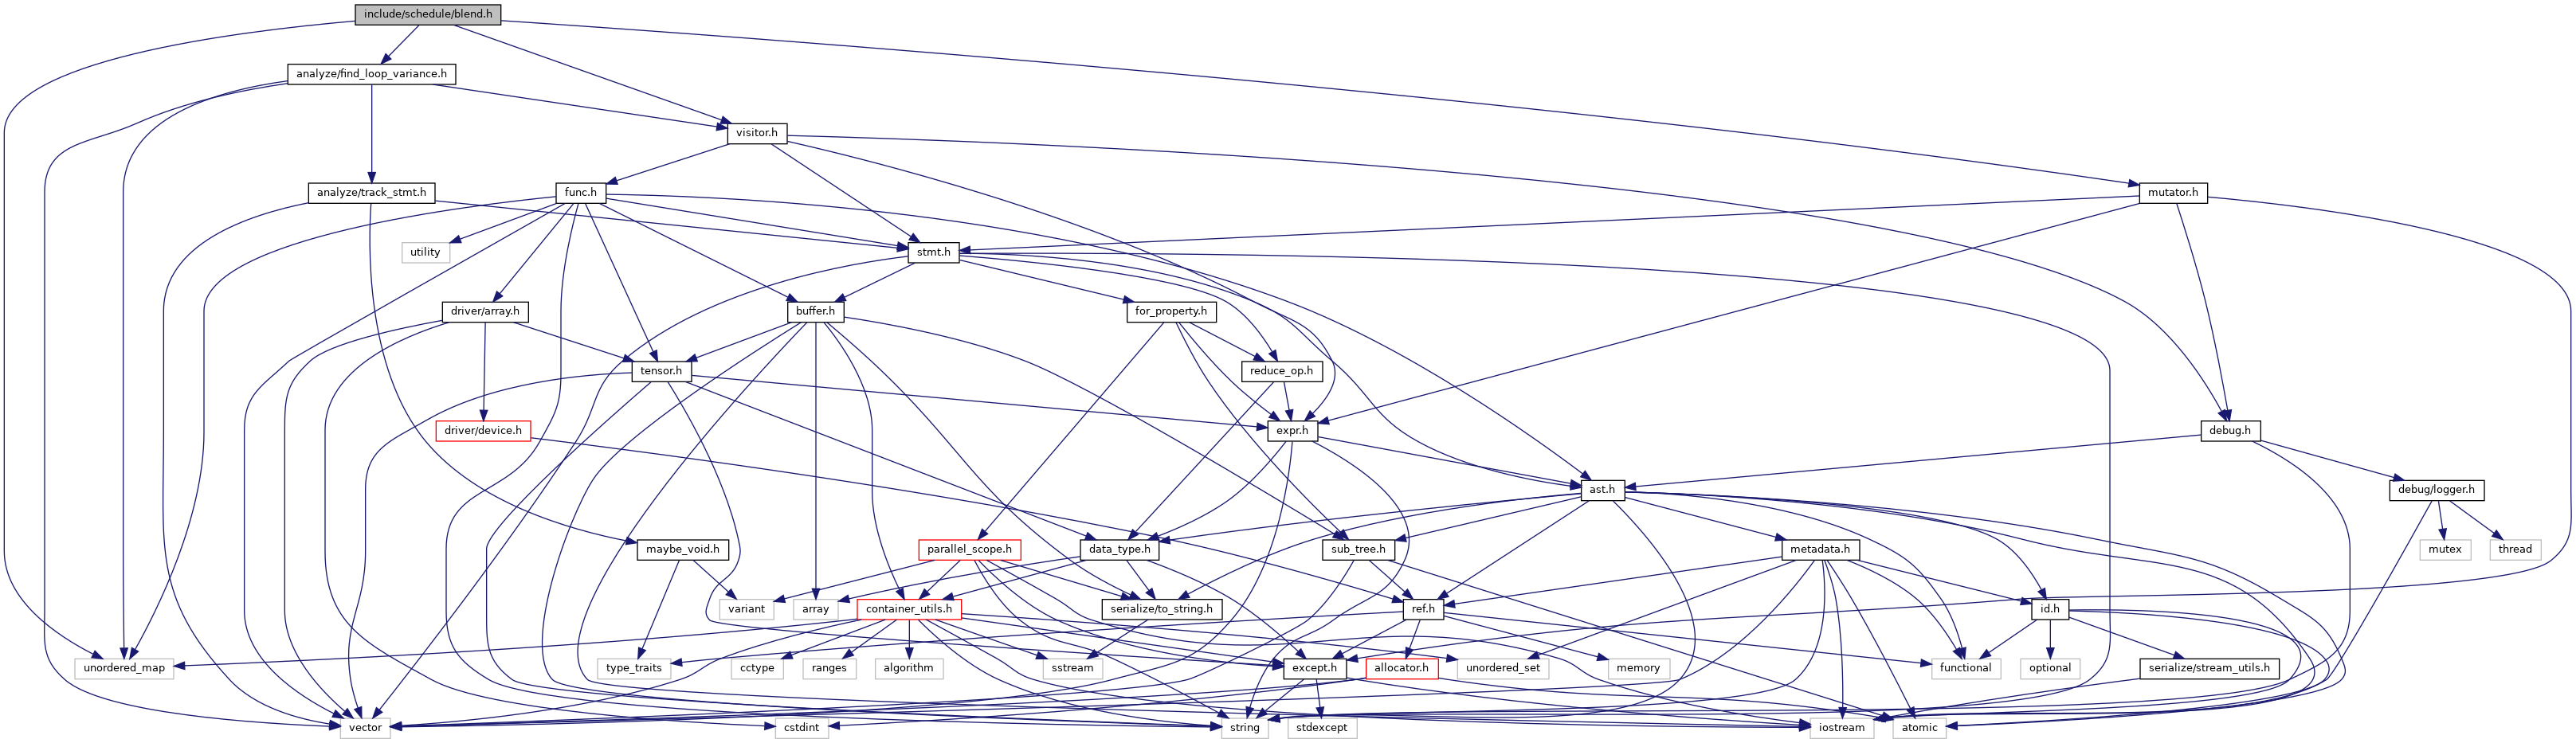 include/schedule/blend.h
analyze/find_loop_variance.h
visitor.h
analyze/track_stmt.h
func.h
mutator.h
utility
stmt.h
driver/array.h
buffer.h
for_property.h
tensor.h
reduce_op.h
driver/device.h
expr.h
debug.h
ast.h
debug/logger.h
maybe_void.h
parallel_scope.h
data_type.h
sub_tree.h
metadata.h
mutex
thread
variant
array
container_utils.h
serialize/to_string.h
ref.h
id.h
unordered_map
type_traits
cctype
ranges
algorithm
sstream
except.h
allocator.h
unordered_set
memory
functional
optional
serialize/stream_utils.h
vector
cstdint
string
stdexcept
iostream
atomic